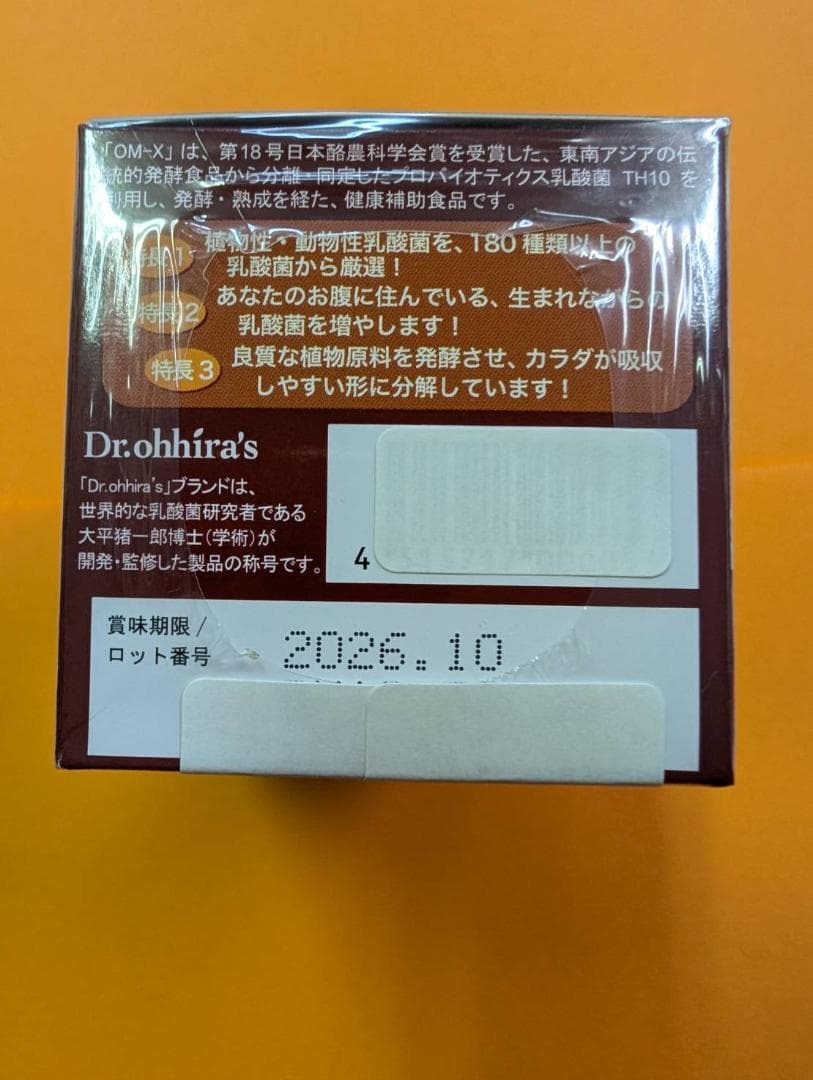 「OM-X」は、第18号日本酪農科学会賞を受賞した、東南アジアの伝
統的発酵食品から分離・同定したプロバイオティクス乳酸菌 TH10 を
利用し、発酵・熟成を経た、健康補助食品です。
特長1 植物性・動物性乳酸菌を、180種類以上の
乳酸菌から厳選！
特長2 あなたのお腹に住んでいる、生まれながらの
乳酸菌を増やします！
特長3 良質な植物原料を発酵させ、カラダが吸収
しやすい形に分解しています！
Dr.ohhira's
「Dr.ohhira's」ブランドは、
世界的な乳酸菌研究者である
大平猪一郎博士(学術)が
開発・監修した製品の称号です。
4
賞味期限/
ロット番号
2026.10